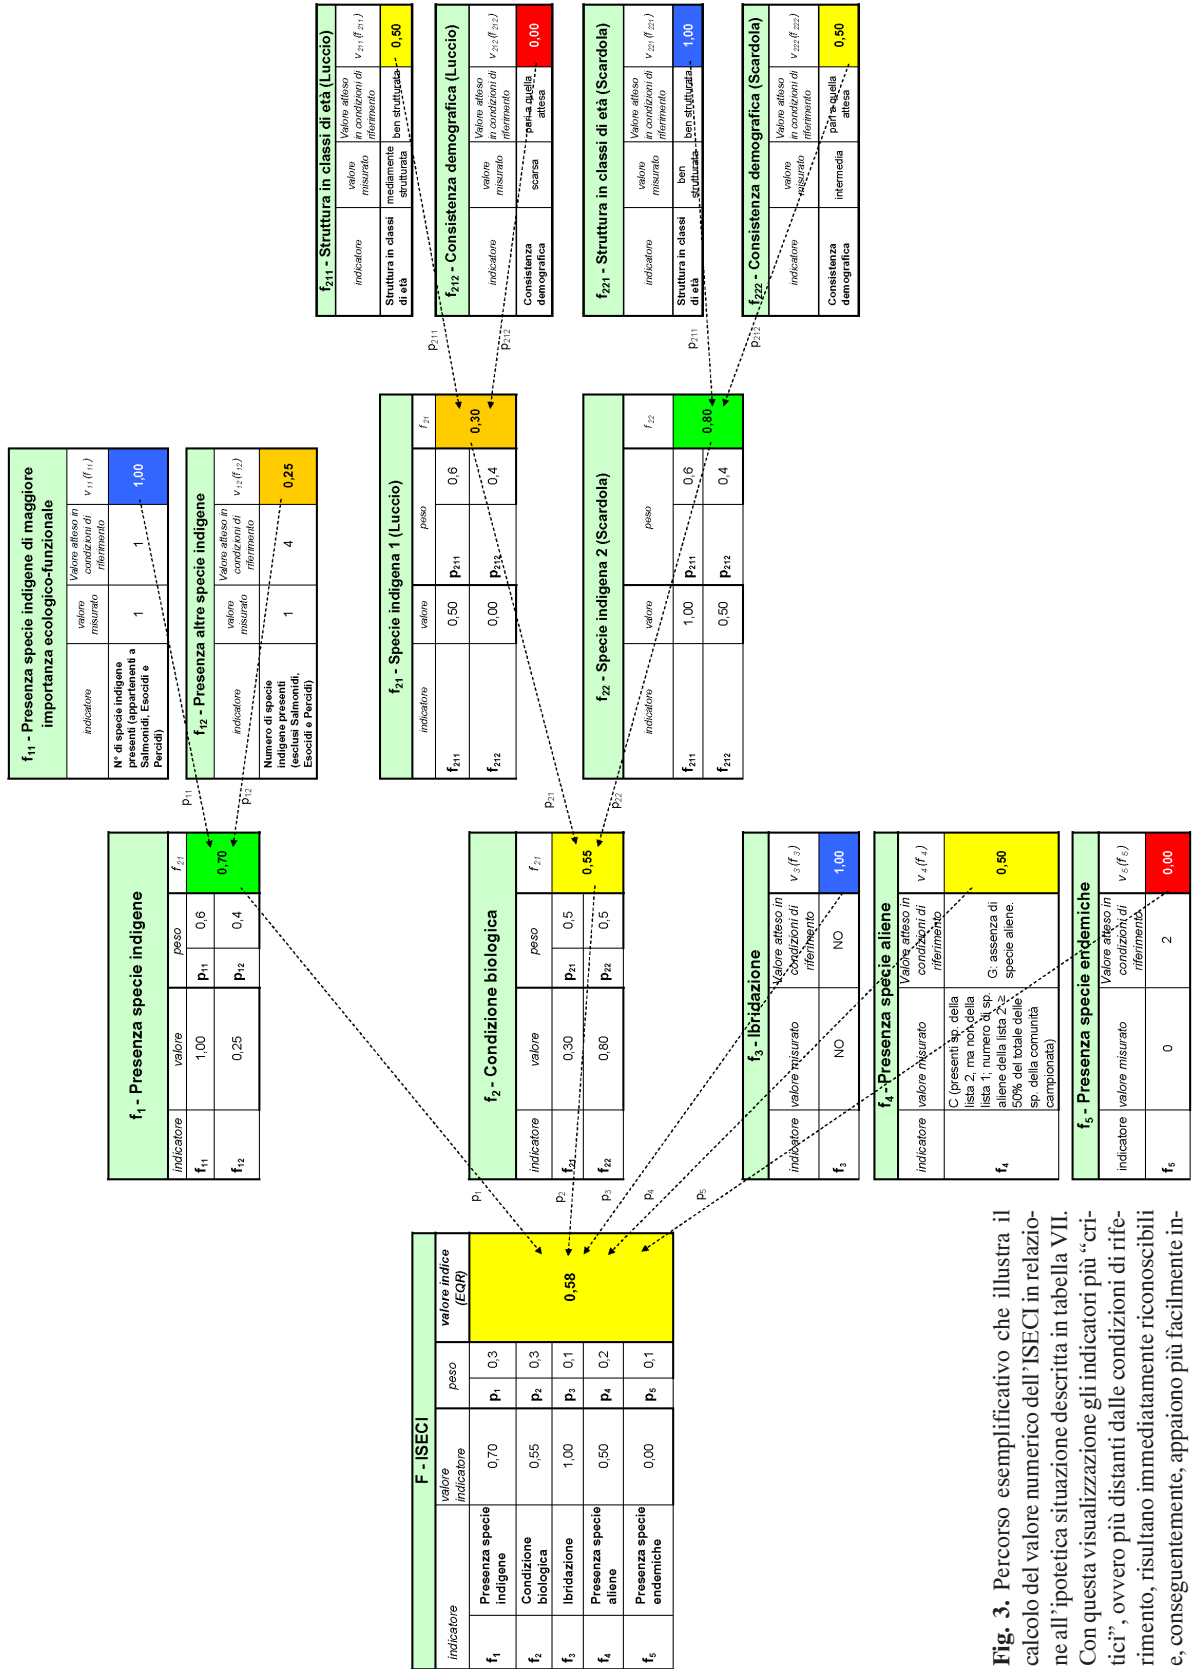 F - ISECI
indicatore
valore indicatore
peso
valore indice (EQR)
f1 Presenza specie indigene 0,70 p1 0,3
f2 Condizione biologica 0,55 p2 0,3
f3 Ibridazione 1,00 p3 0,1
f4 Presenza specie aliene 0,50 p4 0,2
f5 Presenza specie endemiche 0,00 p5 0,1
0,58
p1
p2
p3
p4
p5
f1 - Presenza specie indigene
indicatore valore peso f21
f11 1,00 p11 0,6
f12 0,25 p12 0,4
0,70
f2 - Condizione biologica
indicatore valore peso f21
f21 0,30 p21 0,5
f22 0,80 p22 0,5
0,55
f3 - Ibridazione
indicatore valore misurato Valore atteso in condizioni di riferimento v3(f3)
f3 NO NO 1,00
f4 - Presenza specie aliene
indicatore valore misurato Valore atteso in condizioni di riferimento v4(f4)
f4
C (presenti sp. della
lista 2, ma non della
lista 1; numero di sp.
aliene della lista 2 ≥
50% del totale delle
sp. della comunità
campionata)
G: assenza di
specie aliene.
0,50
f5 - Presenza specie endemiche
indicatore valore misurato Valore atteso in condizioni di riferimento v5(f5)
f5 0 2 0,00
p11
p12
p21
p22
f11 - Presenza specie indigene di maggiore
importanza ecologico-funzionale
indicatore valore misurato Valore atteso in condizioni di riferimento v11(f11)
N° di specie indigene
presenti (appartenenti a
Salmonidi, Esocidi e
Percidi)
1 1 1,00
f12 - Presenza altre specie indigene
indicatore valore misurato Valore atteso in condizioni di riferimento v12(f12)
Numero di specie
indigene presenti
(esclusi Salmonidi,
Esocidi e Percidi)
1 4 0,25
f21 - Specie indigena 1 (Luccio)
indicatore valore peso f21
f211 0,50 p211 0,6
f212 0,00 p212 0,4
0,30
f22 - Specie indigena 2 (Scardola)
indicatore valore peso f22
f211 1,00 p211 0,6
f212 0,50 p212 0,4
0,80
p211
p212
p211
p212
f211 - Struttura in classi di età (Luccio)
indicatore valore misurato Valore atteso in condizioni di riferimento v211(f211)
Struttura in classi di età mediamente strutturata ben strutturata 0,50
f212 - Consistenza demografica (Luccio)
indicatore valore misurato Valore atteso in condizioni di riferimento v212(f212)
Consistenza demografica scarsa pari a quella attesa 0,00
f221 - Struttura in classi di età (Scardola)
indicatore valore misurato Valore atteso in condizioni di riferimento v221(f221)
Struttura in classi di età ben strutturata ben strutturata 1,00
f222 - Consistenza demografica (Scardola)
indicatore valore misurato Valore atteso in condizioni di riferimento v222(f222)
Consistenza demografica intermedia pari a quella attesa 0,50
Fig. 3. Percorso esemplificativo che illustra il
calcolo del valore numerico dell'ISECI in relazio-
ne all'ipotetica situazione descritta in tabella VII.
Con questa visualizzazione gli indicatori più "cri-
tici", ovvero più distanti dalle condizioni di rife-
rimento, risultano immediatamente riconoscibili
e, conseguentemente, appaiono più facilmente in-